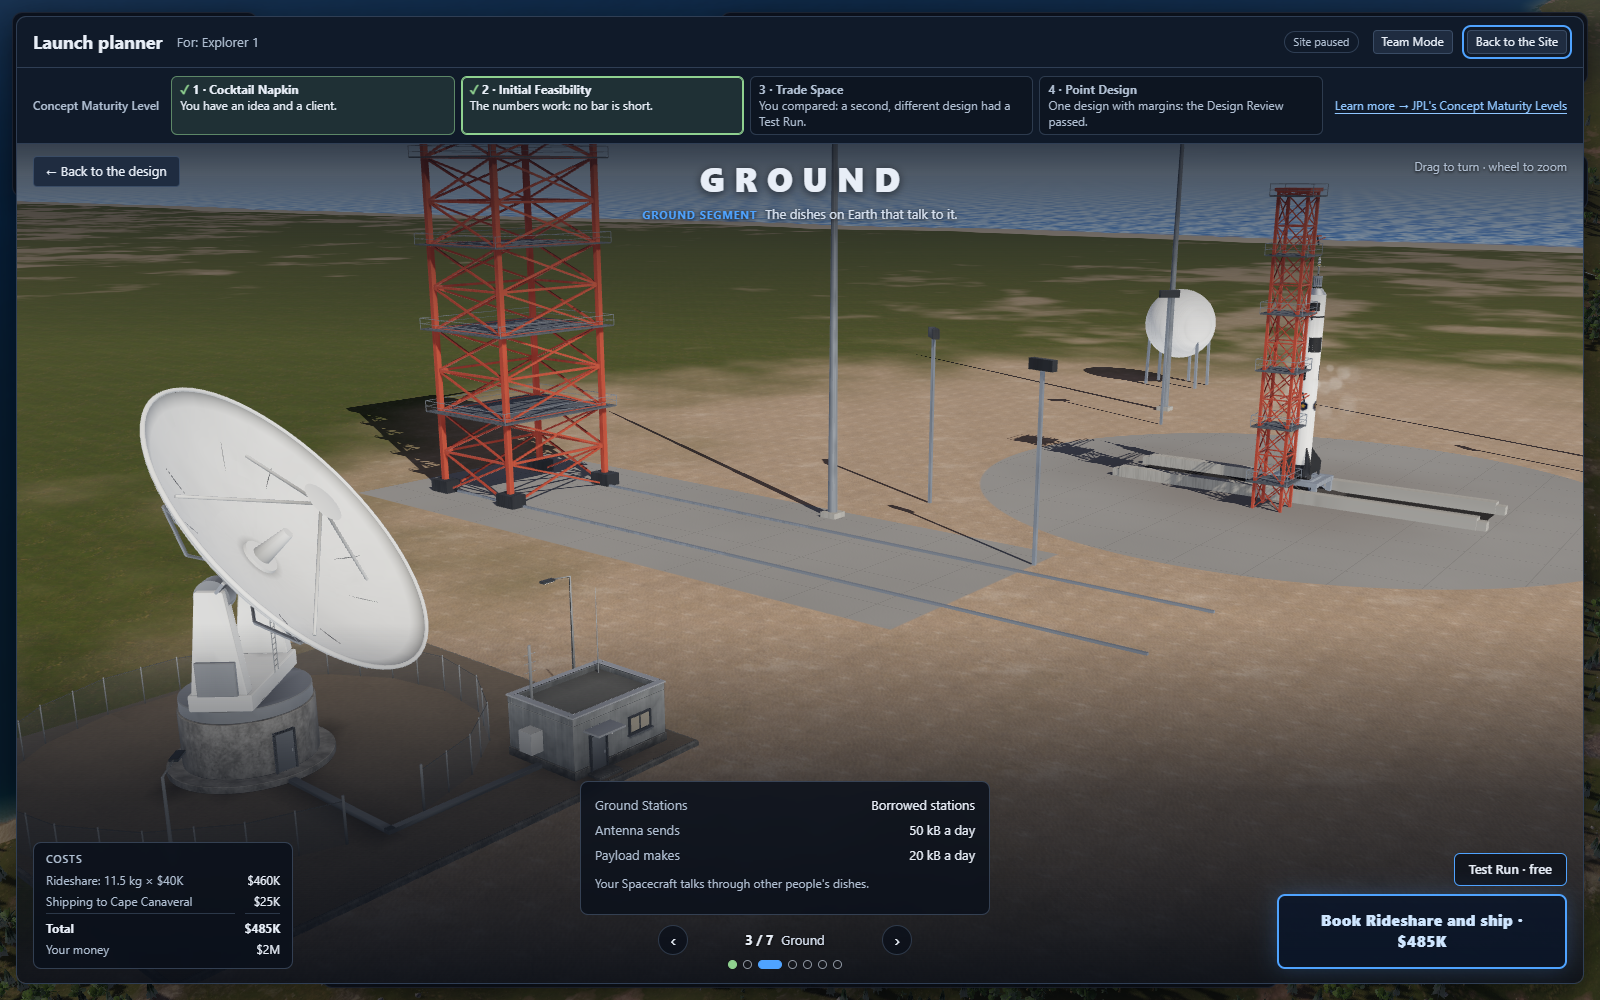 Launch planner
For: Explorer 1
Site paused
Team Mode
Back to the Site
Concept Maturity Level
✓ 1 · Cocktail Napkin
You have an idea and a client.
✓ 2 · Initial Feasibility
The numbers work: no bar is short.
3 · Trade Space
You compared: a second, different design had a
Test Run.
4 · Point Design
One design with margins: the Design Review
passed.
Learn more → JPL's Concept Maturity Levels
← Back to the design
GROUND
GROUND SEGMENT The dishes on Earth that talk to it.
Drag to turn · wheel to zoom
Ground Stations Borrowed stations
Antenna sends 50 kB a day
Payload makes 20 kB a day
Your Spacecraft talks through other people's dishes.
COSTS
Rideshare: 11.5 kg × $40K $460K
Shipping to Cape Canaveral $25K
Total $485K
Your money $2M
‹ 3 / 7 Ground ›
Test Run · free
Book Rideshare and ship ·
$485K